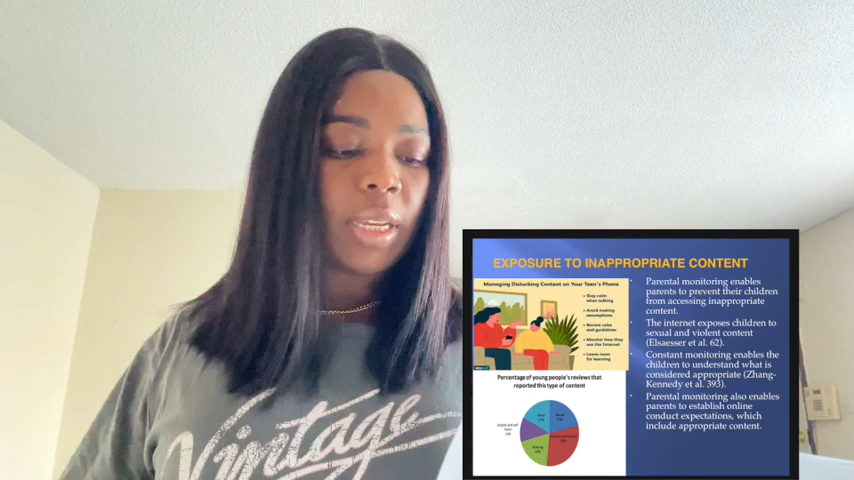 EXPOSURE TO INAPPROPRIATE CONTENT
Managing Disturbing Content on Your Teen's Phone
• Stay calm
when talking
• Avoid making
assumptions
• Review rules
and guidelines
• Monitor how they
use the Internet
• Leave room
for learning
Percentage of young people's reviews that
reported this type of content
Parental monitoring enables
parents to prevent their children
from accessing inappropriate
content.
The internet exposes children to
sexual and violent content
(Elsaesser et al. 62).
Constant monitoring enables the
children to understand what is
considered appropriate (Zhang-
Kennedy et al. 393).
Parental monitoring also enables
parents to establish online
conduct expectations, which
include appropriate content.
Vintage